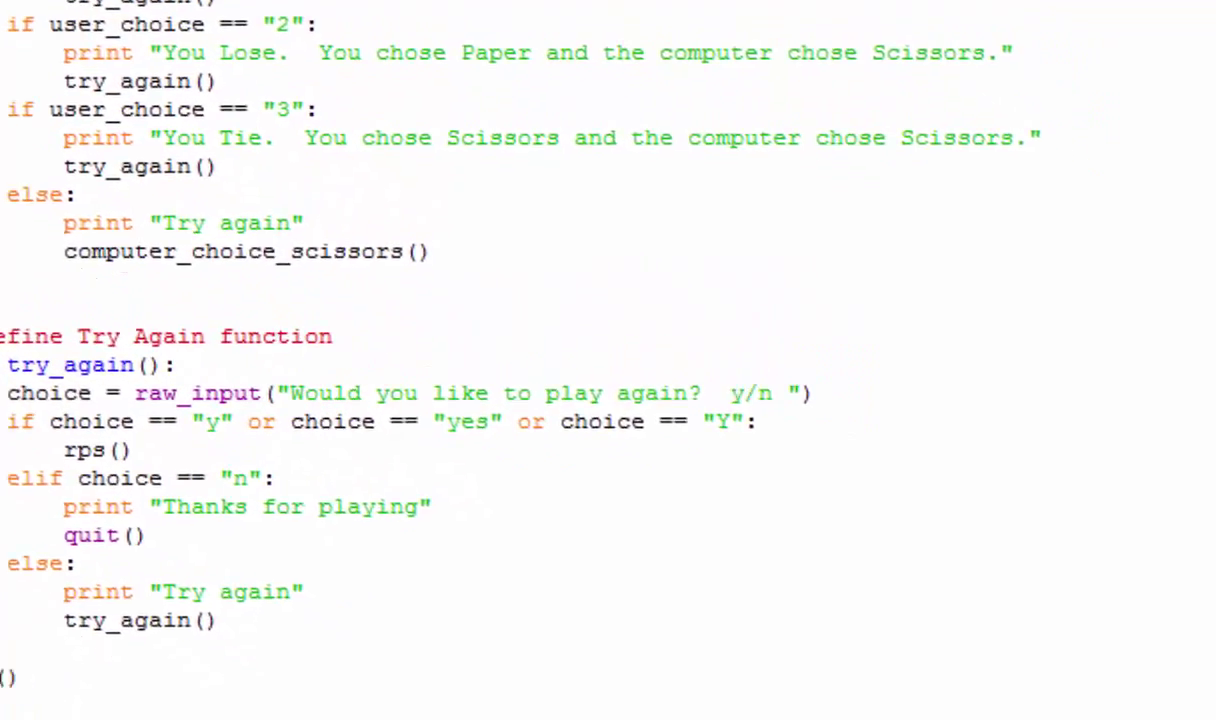 try_again()
if user_choice == "2":
print "You Lose.  You chose Paper and the computer chose Scissors."
try_again()
if user_choice == "3":
print "You Tie.  You chose Scissors and the computer chose Scissors."
try_again()
else:
print "Try again"
computer_choice_scissors()
efine Try Again function
try_again():
choice = raw_input("Would you like to play again?  y/n ")
if choice == "y" or choice == "yes" or choice == "Y":
rps()
elif choice == "n":
print "Thanks for playing"
quit()
else:
print "Try again"
try_again()
()